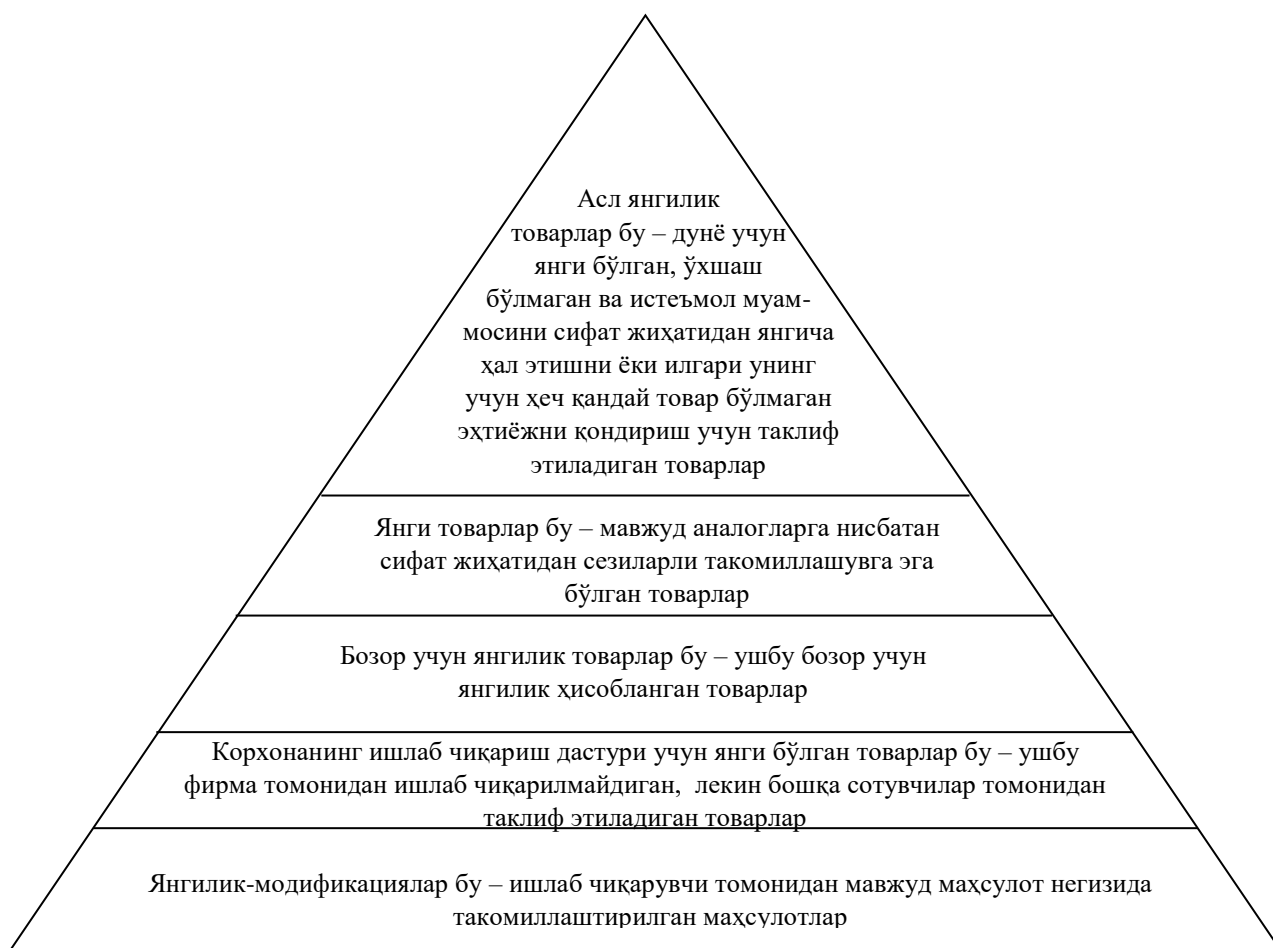 Асл янгилик
товарлар бу – дунё учун
янги бўлган, ўхшаш
бўлмаган ва истеъмол муам-
мосини сифат жиҳатидан янгича
ҳал этишни ёки илгари унинг
учун ҳеч қандай товар бўлмаган
эҳтиёжни қондириш учун таклиф
этиладиган товарлар
Янги товарлар бу – мавжуд аналогларга нисбатан
сифат жиҳатидан сезиларли такомиллашувга эга
бўлган товарлар
Бозор учун янгилик товарлар бу – ушбу бозор учун
янгилик ҳисобланган товарлар
Корхонанинг ишлаб чиқариш дастури учун янги бўлган товарлар бу – ушбу
фирма томонидан ишлаб чиқарилмайдиган, лекин бошқа сотувчилар томонидан
таклиф этиладиган товарлар
Янгилик-модификациялар бу – ишлаб чиқарувчи томонидан мавжуд маҳсулот негизида
такомиллаштирилган маҳсулотлар